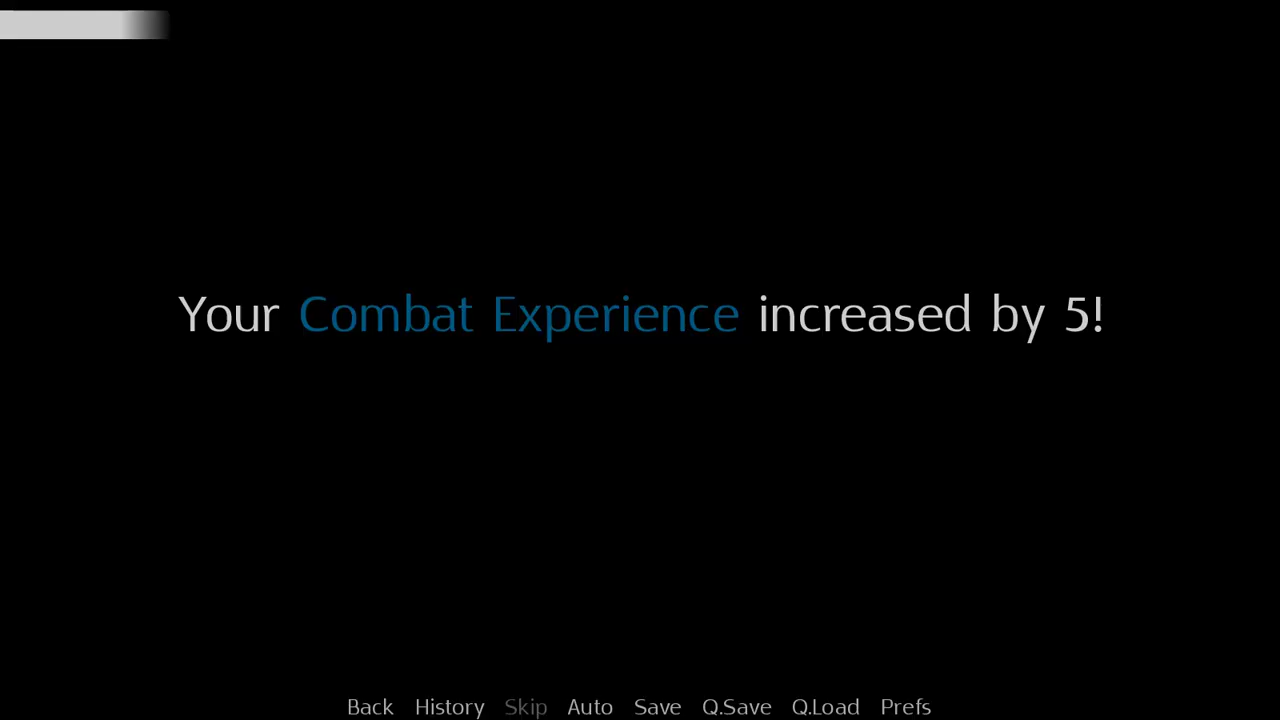 Your Combat Experience increased by 5!
Back History Skip Auto Save Q.Save Q.Load Prefs